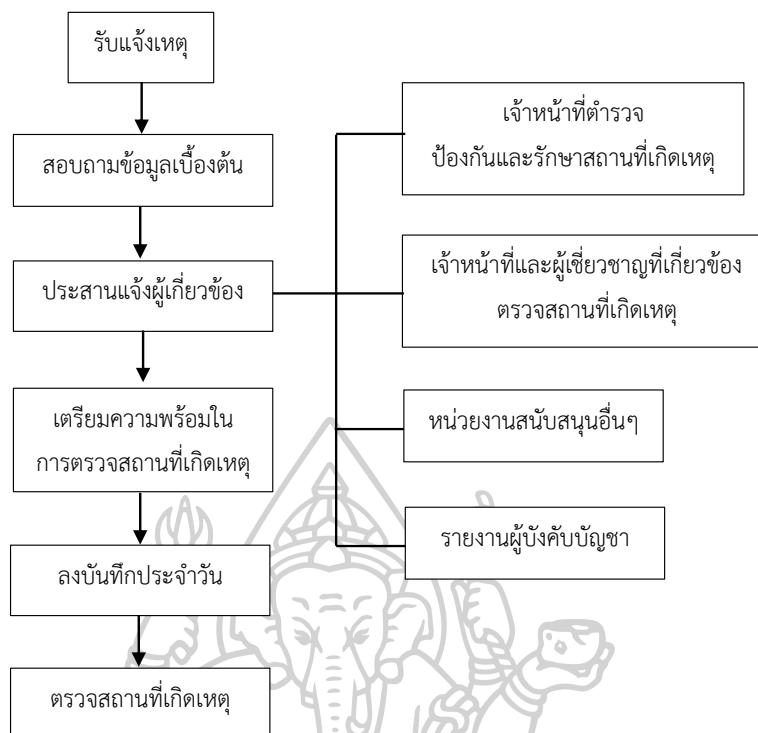 รับแจ้งเหตุ
สอบถามข้อมูลเบื้องต้น
ประสานแจ้งผู้เกี่ยวข้อง
เตรียมความพร้อมใน
การตรวจสถานที่เกิดเหตุ
ลงบันทึกประจำวัน
ตรวจสถานที่เกิดเหตุ
เจ้าหน้าที่ตำรวจ
ป้องกันและรักษาสถานที่เกิดเหตุ
เจ้าหน้าที่และผู้เชี่ยวชาญที่เกี่ยวข้อง
ตรวจสถานที่เกิดเหตุ
หน่วยงานสนับสนุนอื่นๆ
รายงานผู้บังคับบัญชา